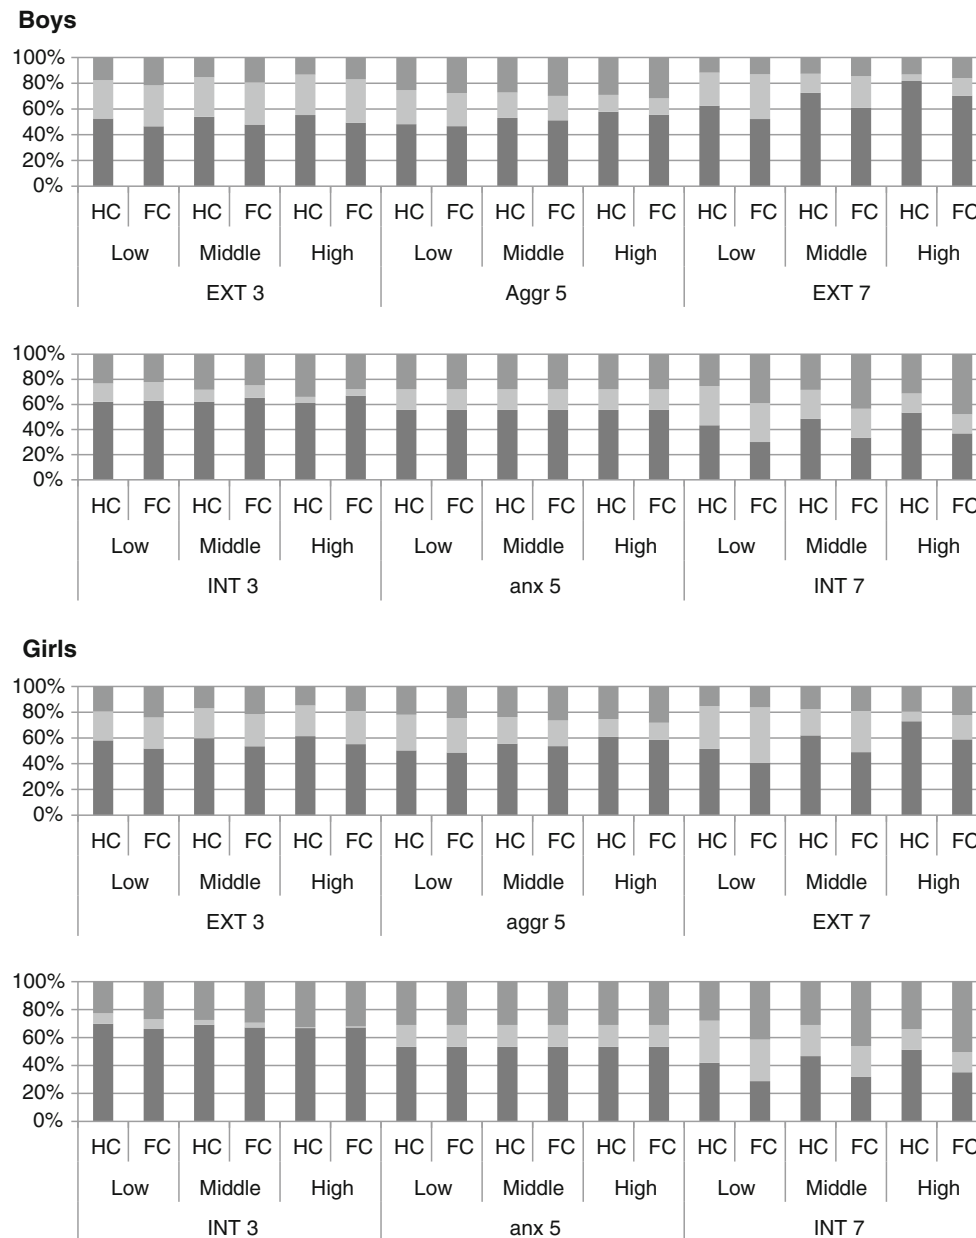 Boys
100%
80%
60%
40%
20%
0%
HC FC HC FC HC FC HC FC HC FC HC FC HC FC HC FC HC FC
Low Middle High Low Middle High Low Middle High
EXT 3 Aggr 5 EXT 7
100%
80%
60%
40%
20%
0%
HC FC HC FC HC FC HC FC HC FC HC FC HC FC HC FC HC FC
Low Middle High Low Middle High Low Middle High
INT 3 anx 5 INT 7
Girls
100%
80%
60%
40%
20%
0%
HC FC HC FC HC FC HC FC HC FC HC FC HC FC HC FC HC FC
Low Middle High Low Middle High Low Middle High
EXT 3 aggr 5 EXT 7
100%
80%
60%
40%
20%
0%
HC FC HC FC HC FC HC FC HC FC HC FC HC FC HC FC HC FC
Low Middle High Low Middle High Low Middle High
INT 3 anx 5 INT 7